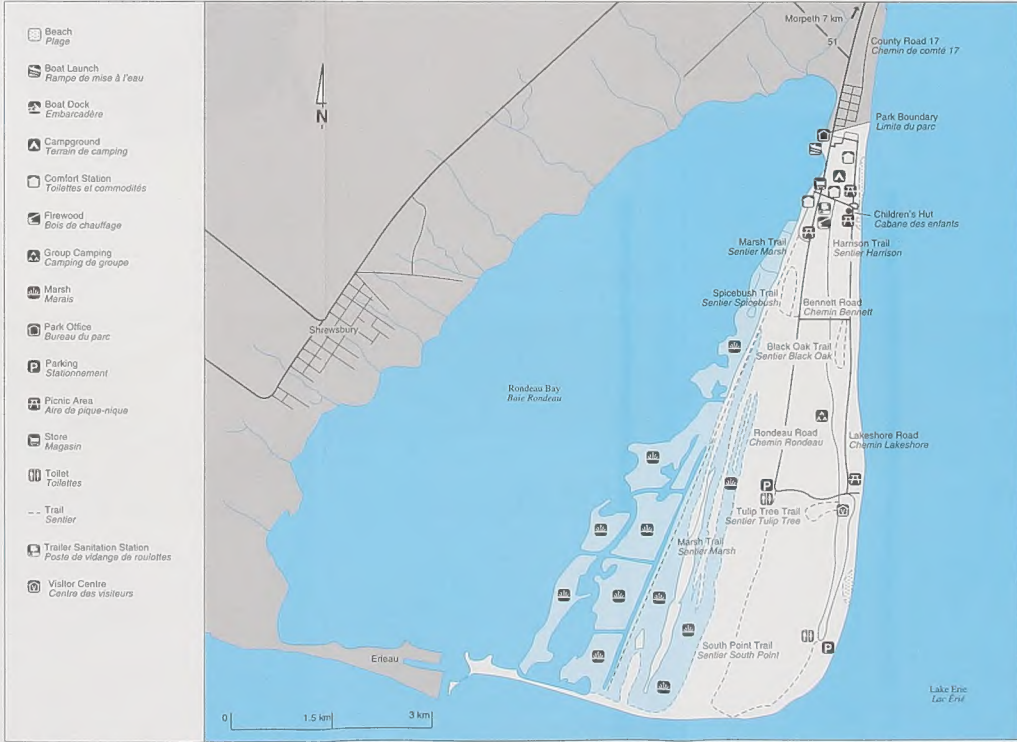 Beach
Plage
Boat Launch
Rampe de mise à l'eau
Boat Dock
Embarcadère
Campground
Terrain de camping
Comfort Station
Toilettes et commodités
Firewood
Bois de chauffage
Group Camping
Camping de groupe
Marsh
Marais
Park Office
Bureau du parc
P Parking
Stationnement
Picnic Area
Aire de pique-nique
Store
Magasin
Toilet
Toilettes
Trail
Sentier
Trailer Sanitation Station
Poste de vidange de roulottes
Visitor Centre
Centre des visiteurs
N
Morpeth 7 km
51
County Road 17
Chemin de comté 17
Park Boundary
Limite du parc
Children's Hut
Cabane des enfants
Marsh Trail
Sentier Marsh
Harrison Trail
Sentier Harrison
Spicebush Trail
Sentier Spicebush
Bennett Road
Chemin Bennett
Shrewsbury
Black Oak Trail
Sentier Black Oak
Rondeau Bay
Baie Rondeau
Rondeau Road
Chemin Rondeau
Lakeshore Road
Chemin Lakeshore
P
Tulip Tree Trail
Sentier Tulip Tree
Marsh Trail
Sentier Marsh
South Point Trail
Sentier South Point
P
Erieau
Lake Erie
Lac Érié
0 1.5 km 3 km